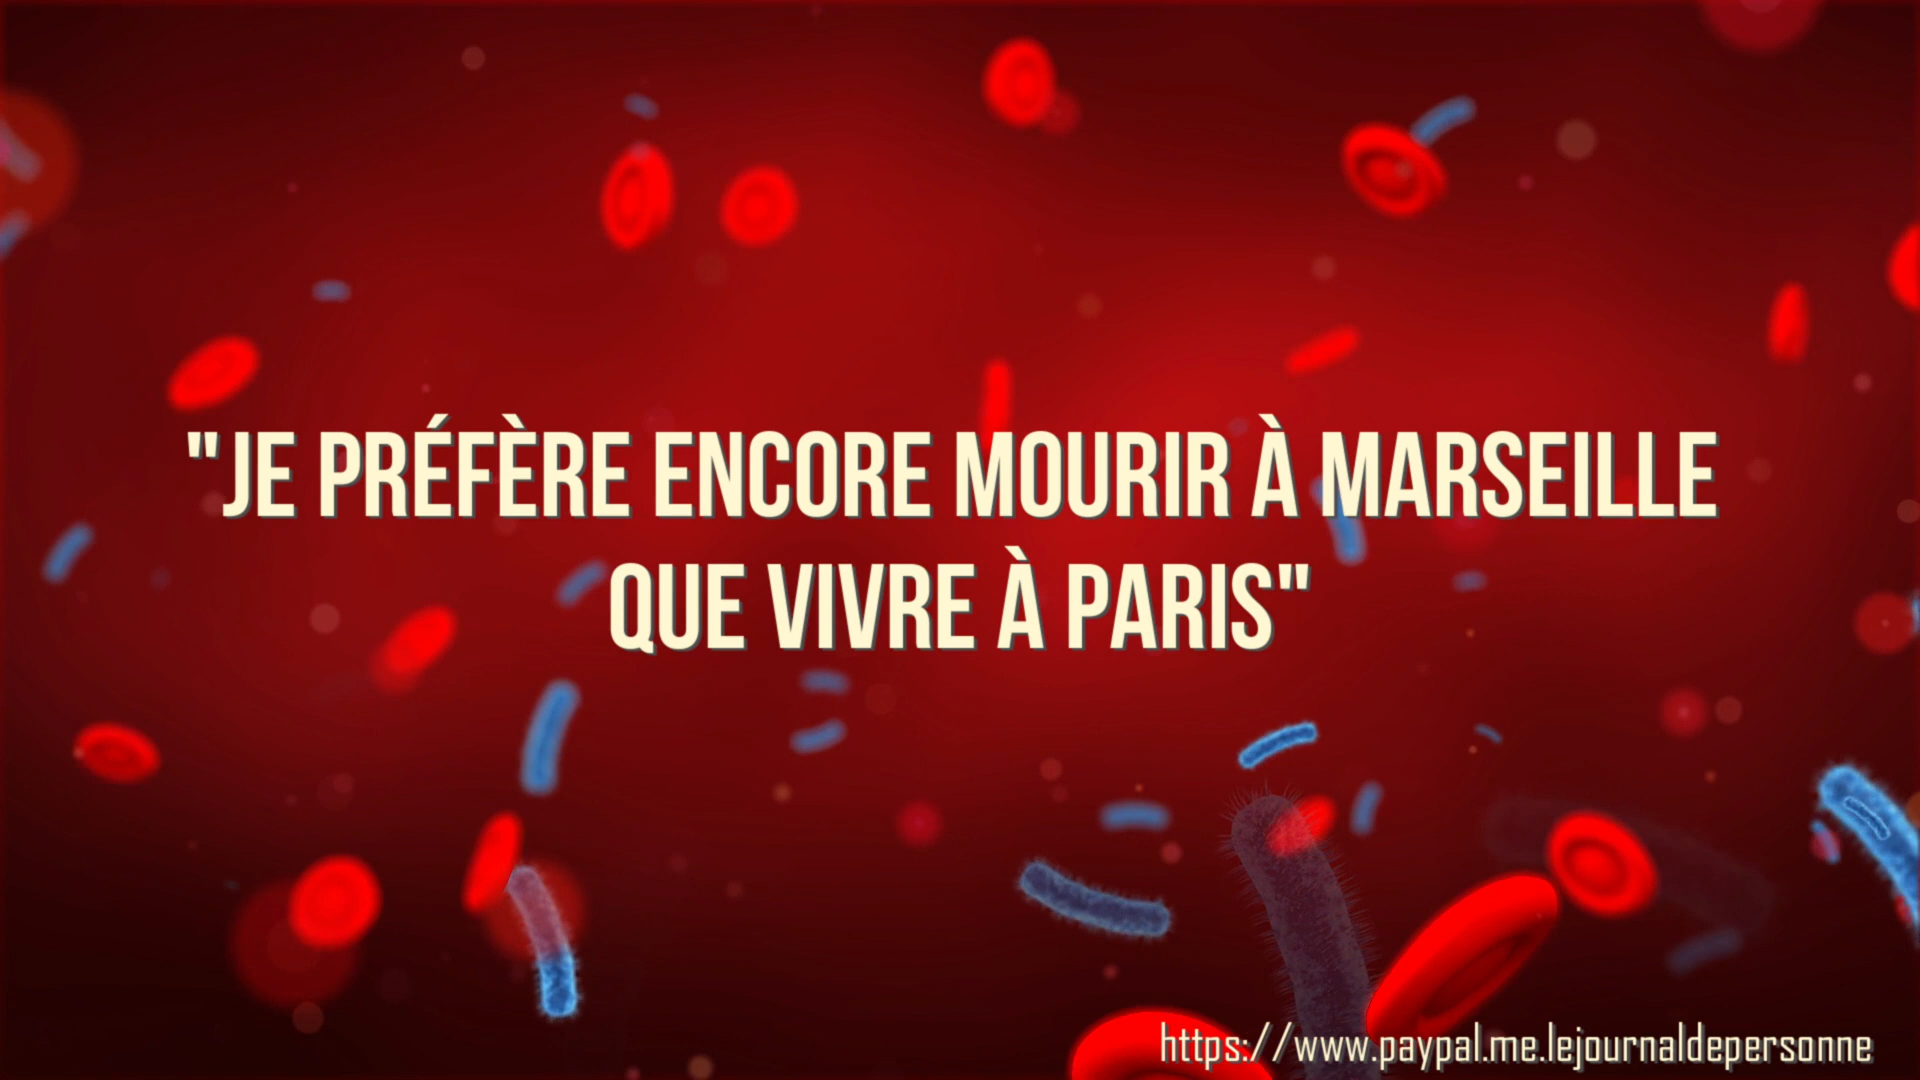 "JE PRÉFÈRE ENCORE MOURIR À MARSEILLE
QUE VIVRE À PARIS"
https://www.paypal.me.lejournaldepersonne